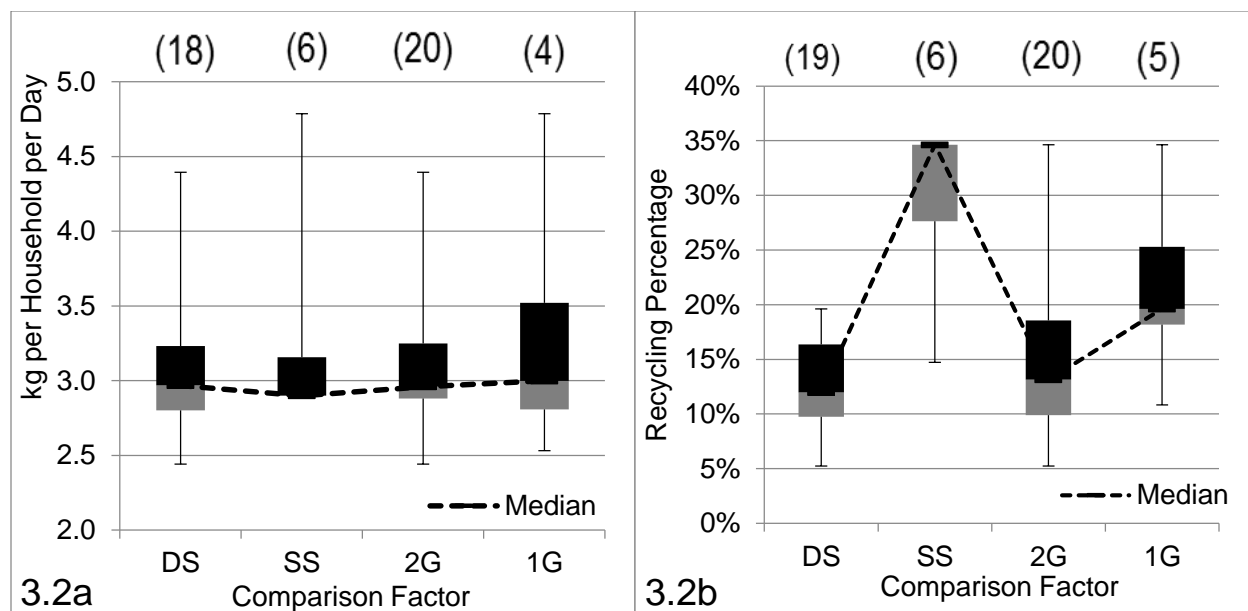 (18) (6) (20) (4)
kg per Household per Day
5.0
4.5
4.0
3.5
3.0
2.5
2.0
Median
DS SS 2G 1G
Comparison Factor
3.2a
(19) (6) (20) (5)
Recycling Percentage
40%
35%
30%
25%
20%
15%
10%
5%
0%
Median
DS SS 2G 1G
Comparison Factor
3.2b